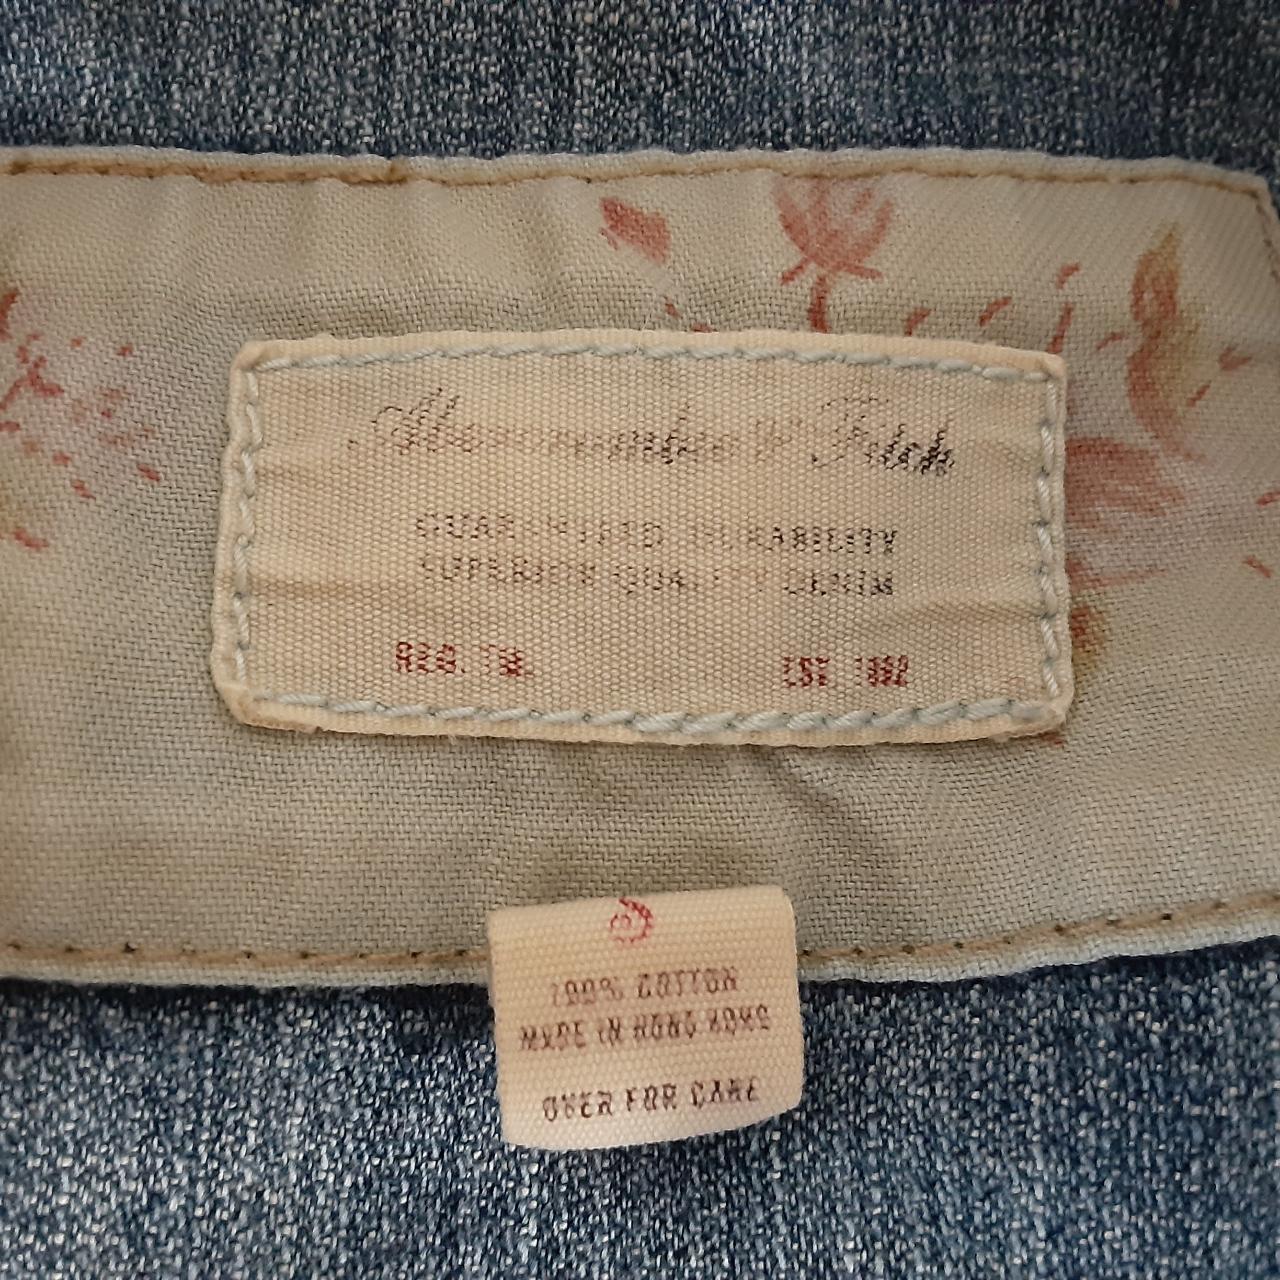 Abercrombie & Fitch
GUARANTEED DURABILITY
SUPERIOR QUALITY DENIM
REG. TM. EST. 1892
100% COTTON
MADE IN HONG KONG
OVER FOR CARE